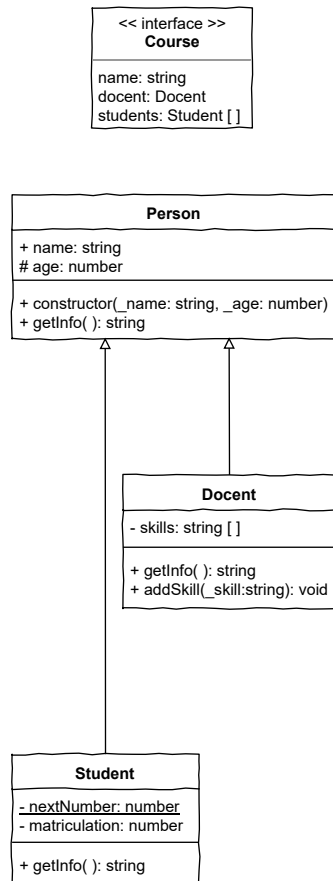 << interface >>
Course
name: string
docent: Docent
students: Student [ ]
Person
+ name: string
# age: number
+ constructor(_name: string, _age: number)
+ getInfo( ): string
Docent
- skills: string [ ]
+ getInfo( ): string
+ addSkill(_skill:string): void
Student
- nextNumber: number
- matriculation: number
+ getInfo( ): string